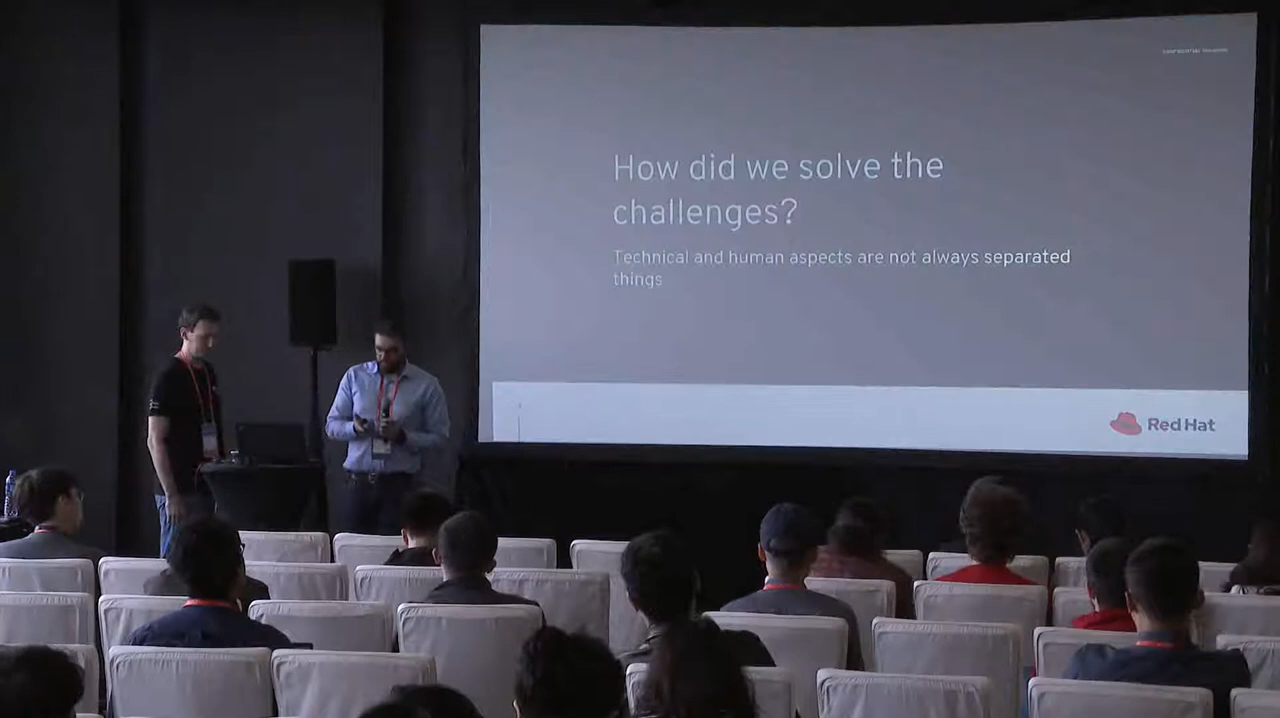 How did we solve the
challenges?
Technical and human aspects are not always separated
things
Red Hat